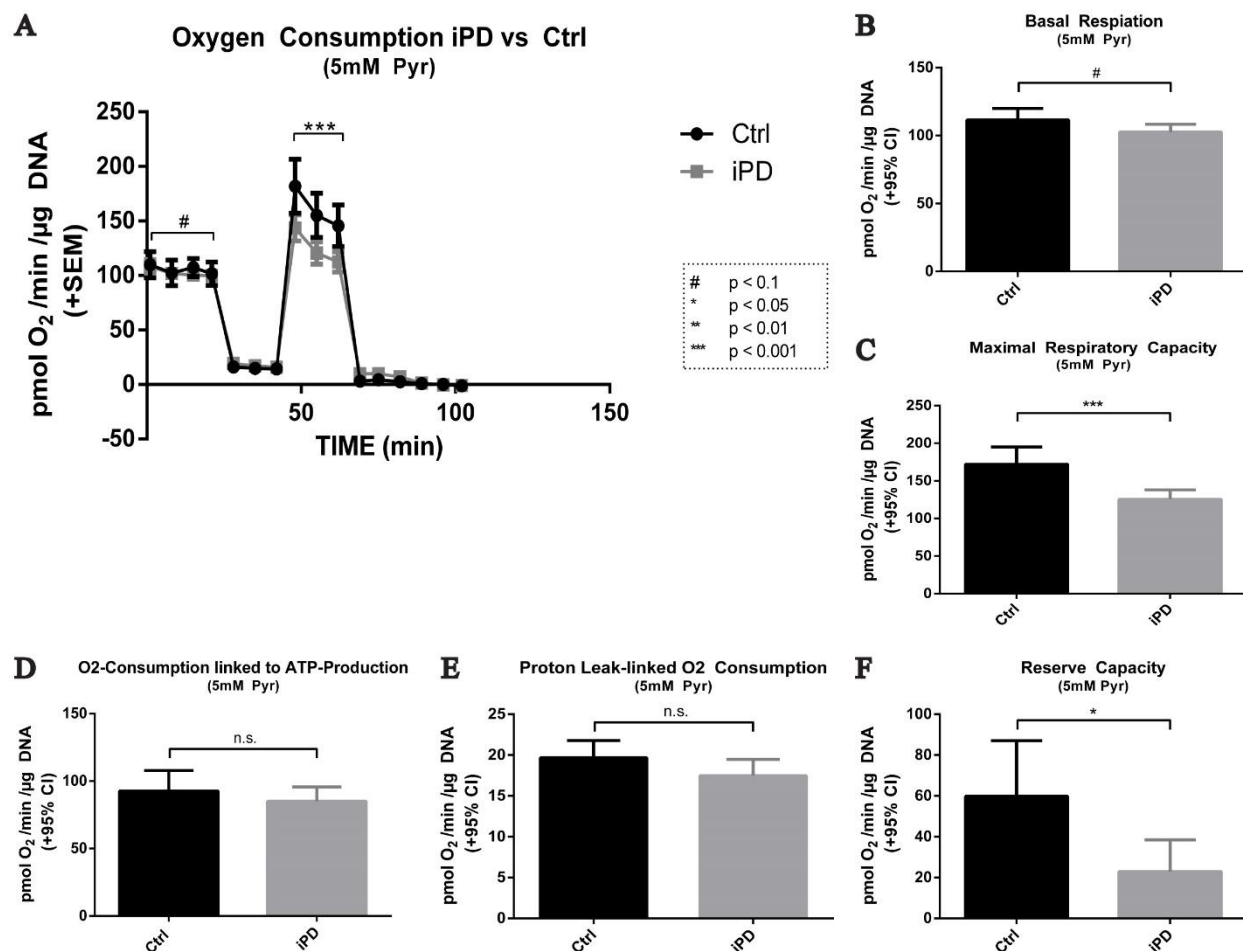 A
Oxygen Consumption iPD vs Ctrl
(5mM Pyr)
pmol O2 /min /µg DNA
(+SEM)
250
200
150
100
50
0
-50
#
***
50
100
150
TIME (min)
Ctrl
iPD
# p < 0.1
* p < 0.05
** p < 0.01
*** p < 0.001
B
Basal Respiation
(5mM Pyr)
pmol O2 /min /µg DNA
(+95% CI)
150
100
50
0
#
Ctrl
iPD
C
Maximal Respiratory Capacity
(5mM Pyr)
pmol O2 /min /µg DNA
(+95% CI)
250
200
150
100
50
0
***
Ctrl
iPD
D
O2-Consumption linked to ATP-Production
(5mM Pyr)
pmol O2 /min /µg DNA
(+95% CI)
150
100
50
0
n.s.
Ctrl
iPD
E
Proton Leak-linked O2 Consumption
(5mM Pyr)
pmol O2 /min /µg DNA
(+95% CI)
25
20
15
10
5
0
n.s.
Ctrl
iPD
F
Reserve Capacity
(5mM Pyr)
pmol O2 /min /µg DNA
(+95% CI)
100
80
60
40
20
0
*
Ctrl
iPD